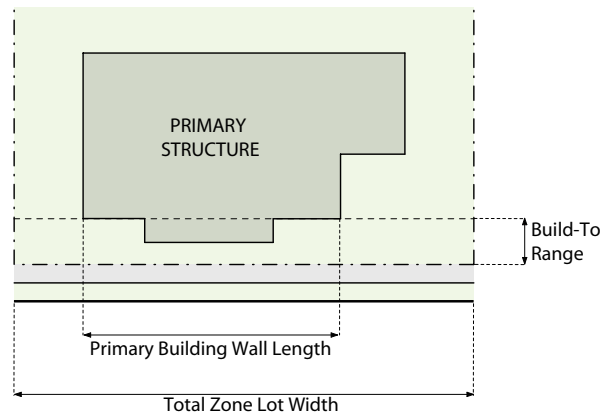 PRIMARY
STRUCTURE
Build-To
Range
Primary Building Wall Length
Total Zone Lot Width